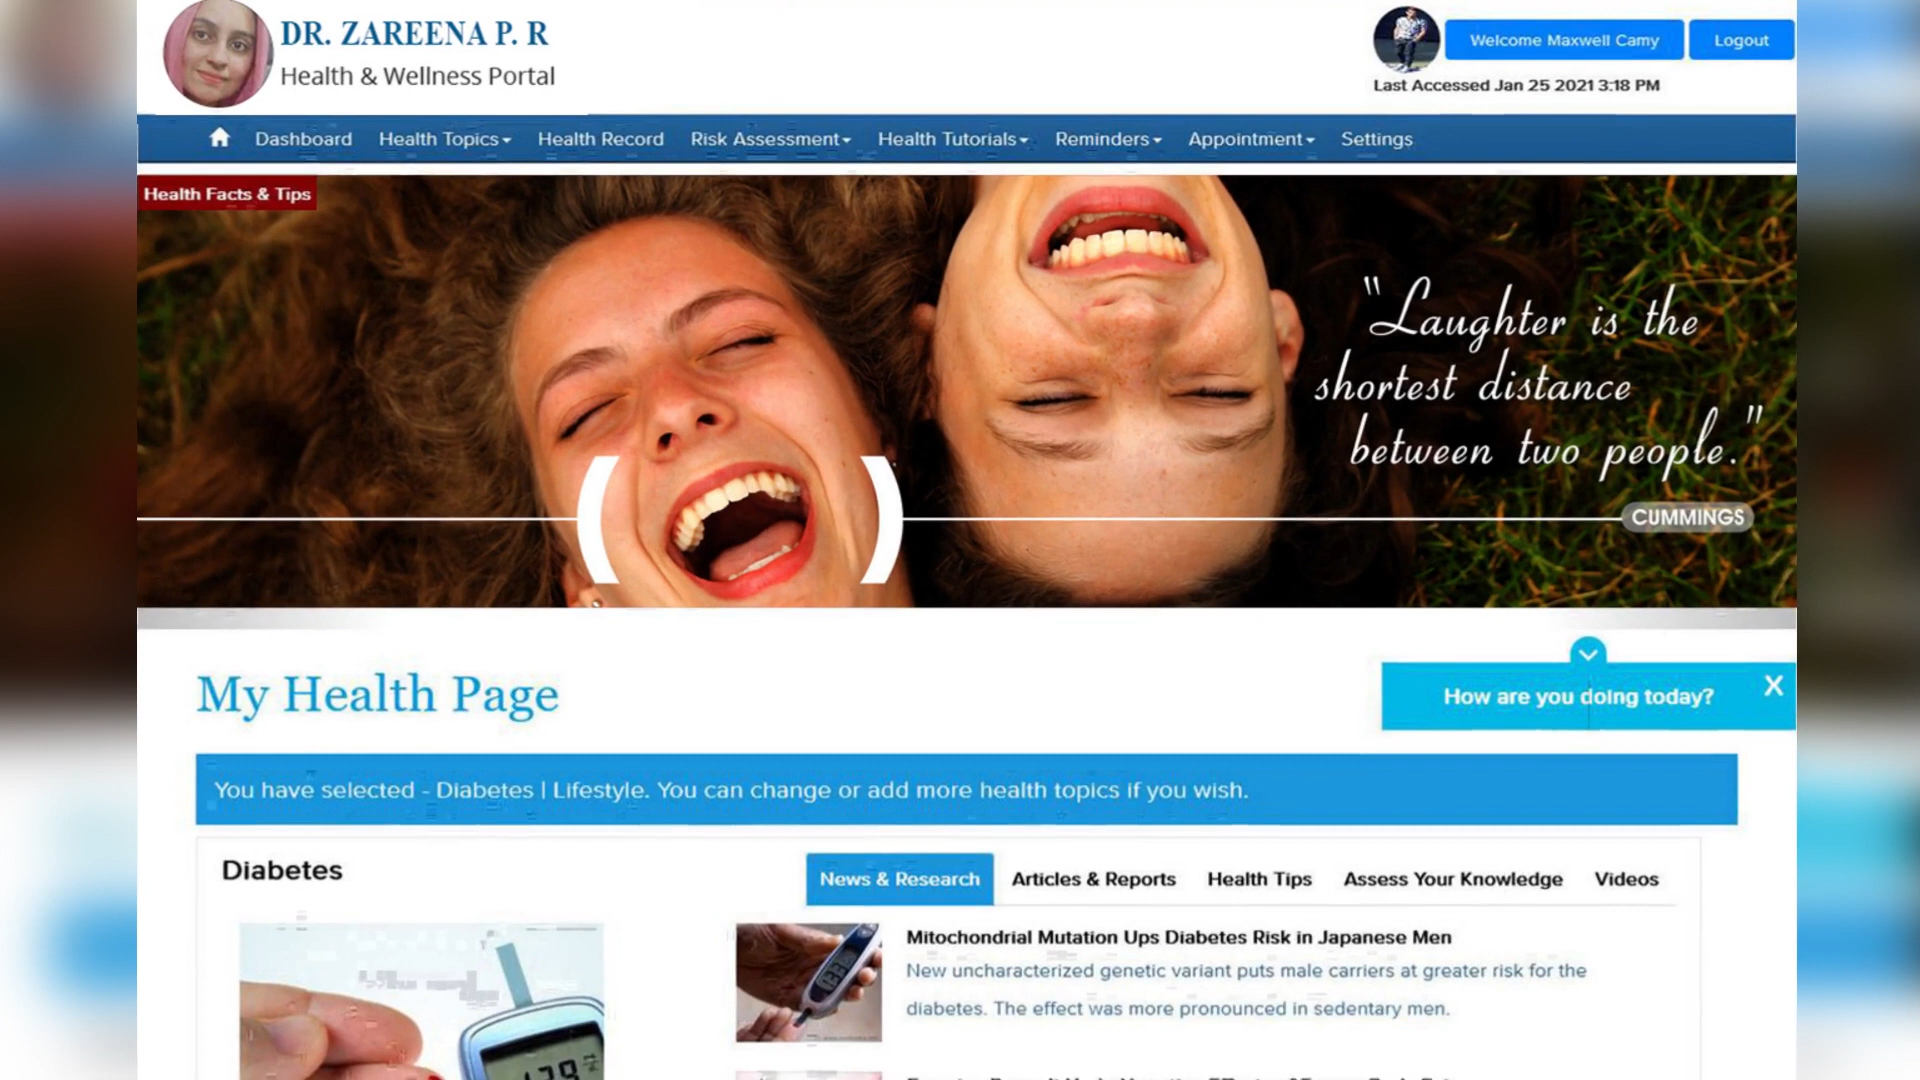 DR. ZAREENA P. R
Health & Wellness Portal
Welcome Maxwell Camy
Logout
Last Accessed Jan 25 2021 3:18 PM
Dashboard Health Topics Health Record Risk Assessment Health Tutorials Reminders Appointment Settings
Health Facts & Tips
"Laughter is the
shortest distance
between two people."
CUMMINGS
My Health Page
How are you doing today?
X
You have selected - Diabetes | Lifestyle. You can change or add more health topics if you wish.
Diabetes
News & Research Articles & Reports Health Tips Assess Your Knowledge Videos
Mitochondrial Mutation Ups Diabetes Risk in Japanese Men
New uncharacterized genetic variant puts male carriers at greater risk for the
diabetes. The effect was more pronounced in sedentary men.